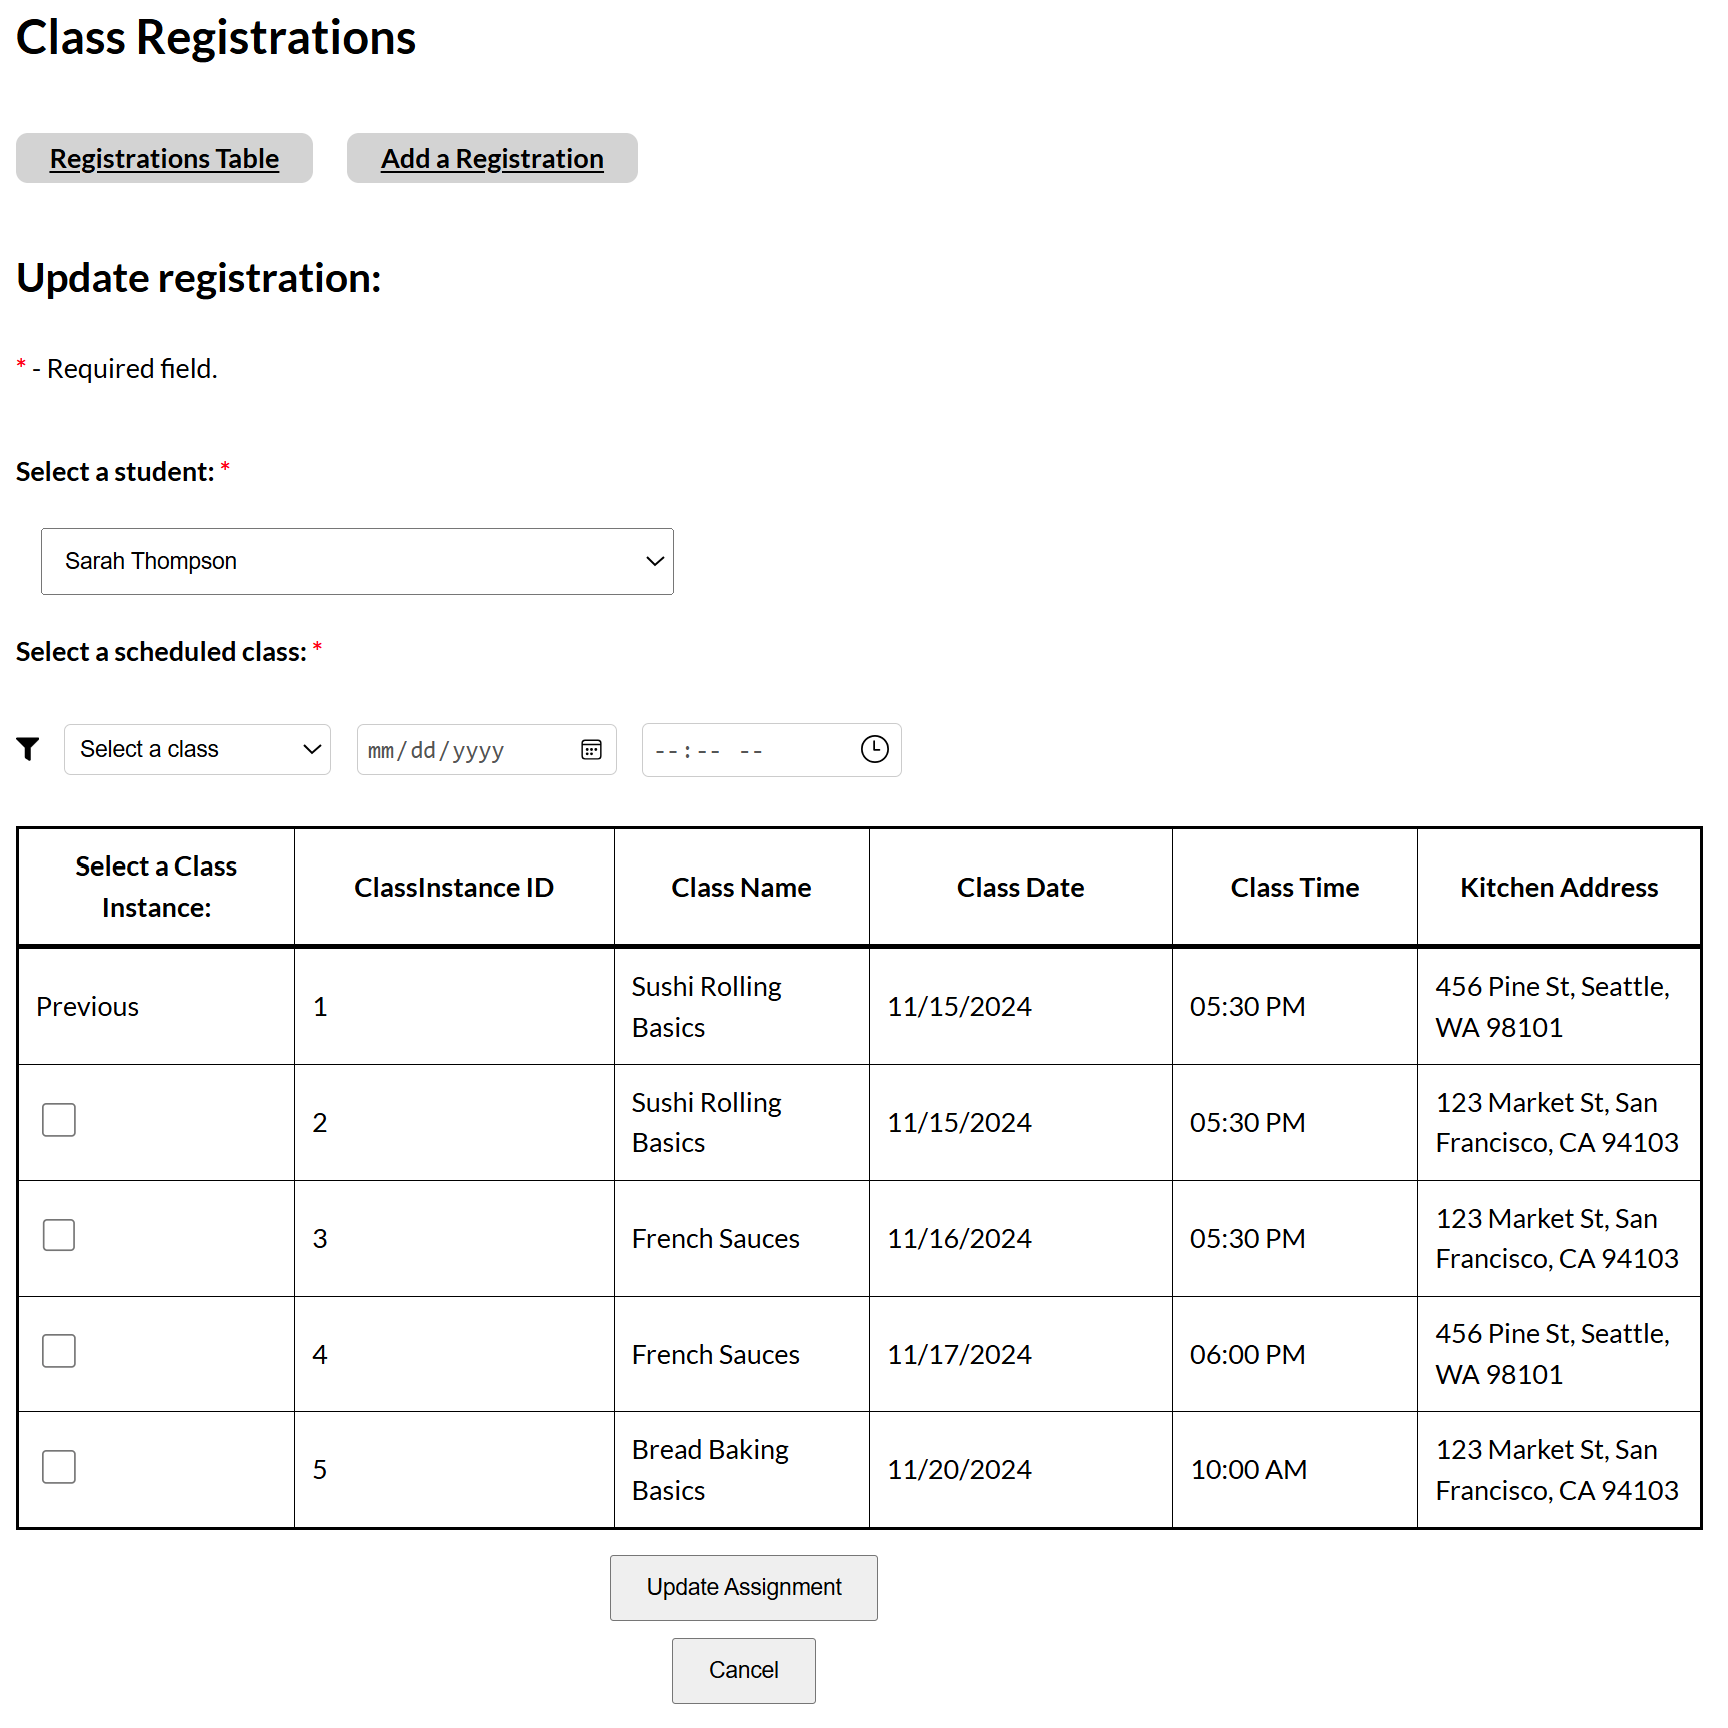 Class Registrations
Registrations Table Add a Registration
Update registration:
* - Required field.
Select a student: *
Sarah Thompson
Select a scheduled class: *
Select a class mm/dd/yyyy --:-- --
Select a Class Instance: ClassInstance ID Class Name Class Date Class Time Kitchen Address
Previous 1 Sushi Rolling Basics 11/15/2024 05:30 PM 456 Pine St, Seattle, WA 98101
2 Sushi Rolling Basics 11/15/2024 05:30 PM 123 Market St, San Francisco, CA 94103
3 French Sauces 11/16/2024 05:30 PM 123 Market St, San Francisco, CA 94103
4 French Sauces 11/17/2024 06:00 PM 456 Pine St, Seattle, WA 98101
5 Bread Baking Basics 11/20/2024 10:00 AM 123 Market St, San Francisco, CA 94103
Update Assignment
Cancel